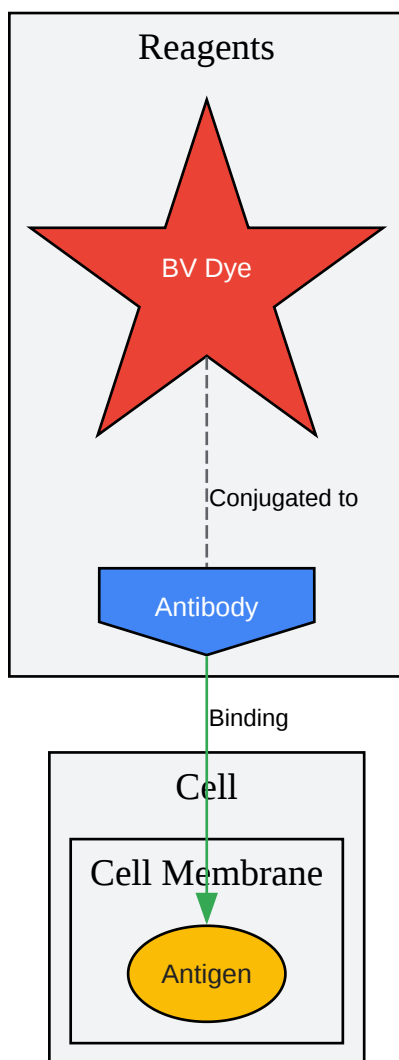 Reagents
BV Dye
Conjugated to
Antibody
Binding
Cell
Cell Membrane
Antigen